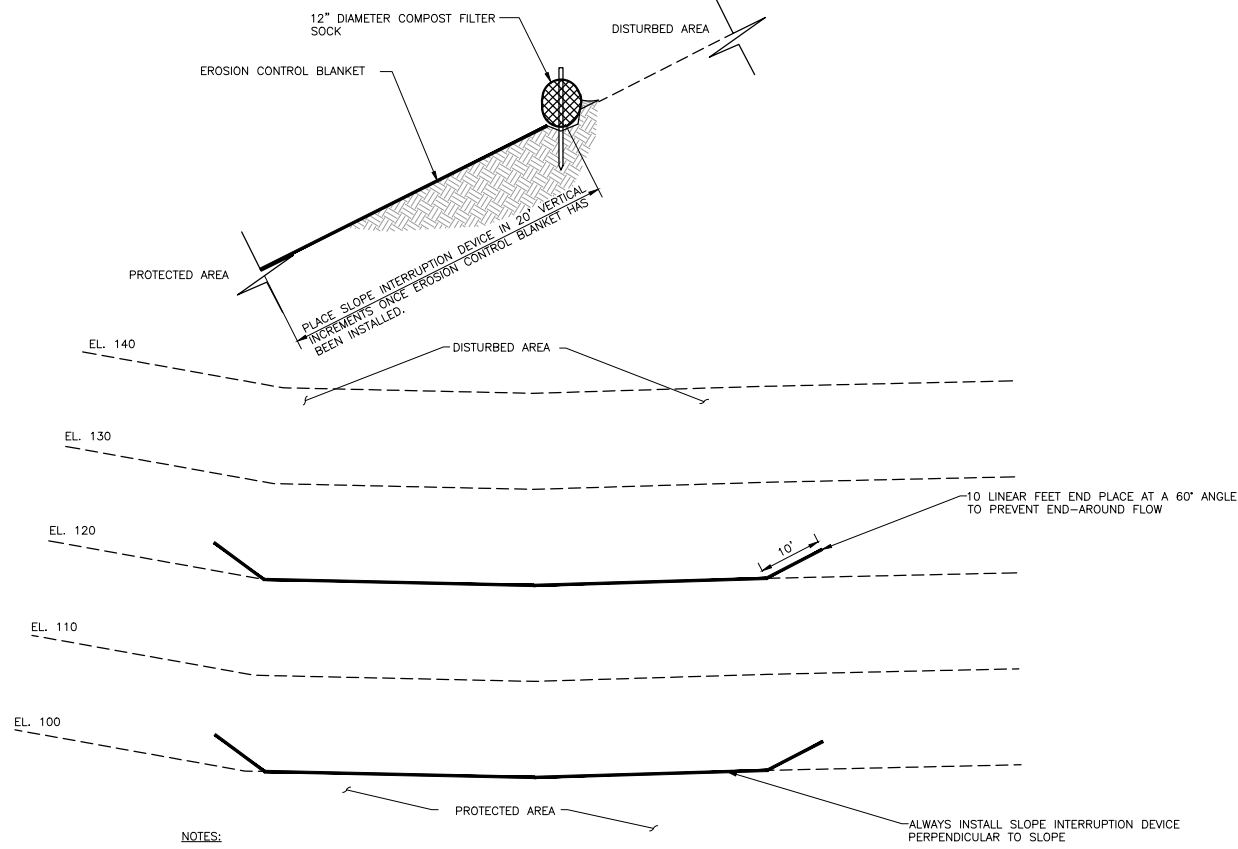 12" DIAMETER COMPOST FILTER
SOCK
DISTURBED AREA
EROSION CONTROL BLANKET
PROTECTED AREA
PLACE SLOPE INTERRUPTION DEVICE IN 20' VERTICAL
INCREMENTS ONCE EROSION CONTROL BLANKET HAS
BEEN INSTALLED.
EL. 140
DISTURBED AREA
EL. 130
10 LINEAR FEET END PLACE AT A 60° ANGLE
TO PREVENT END-AROUND FLOW
EL. 120
10'
EL. 110
EL. 100
PROTECTED AREA
ALWAYS INSTALL SLOPE INTERRUPTION DEVICE
PERPENDICULAR TO SLOPE
NOTES: